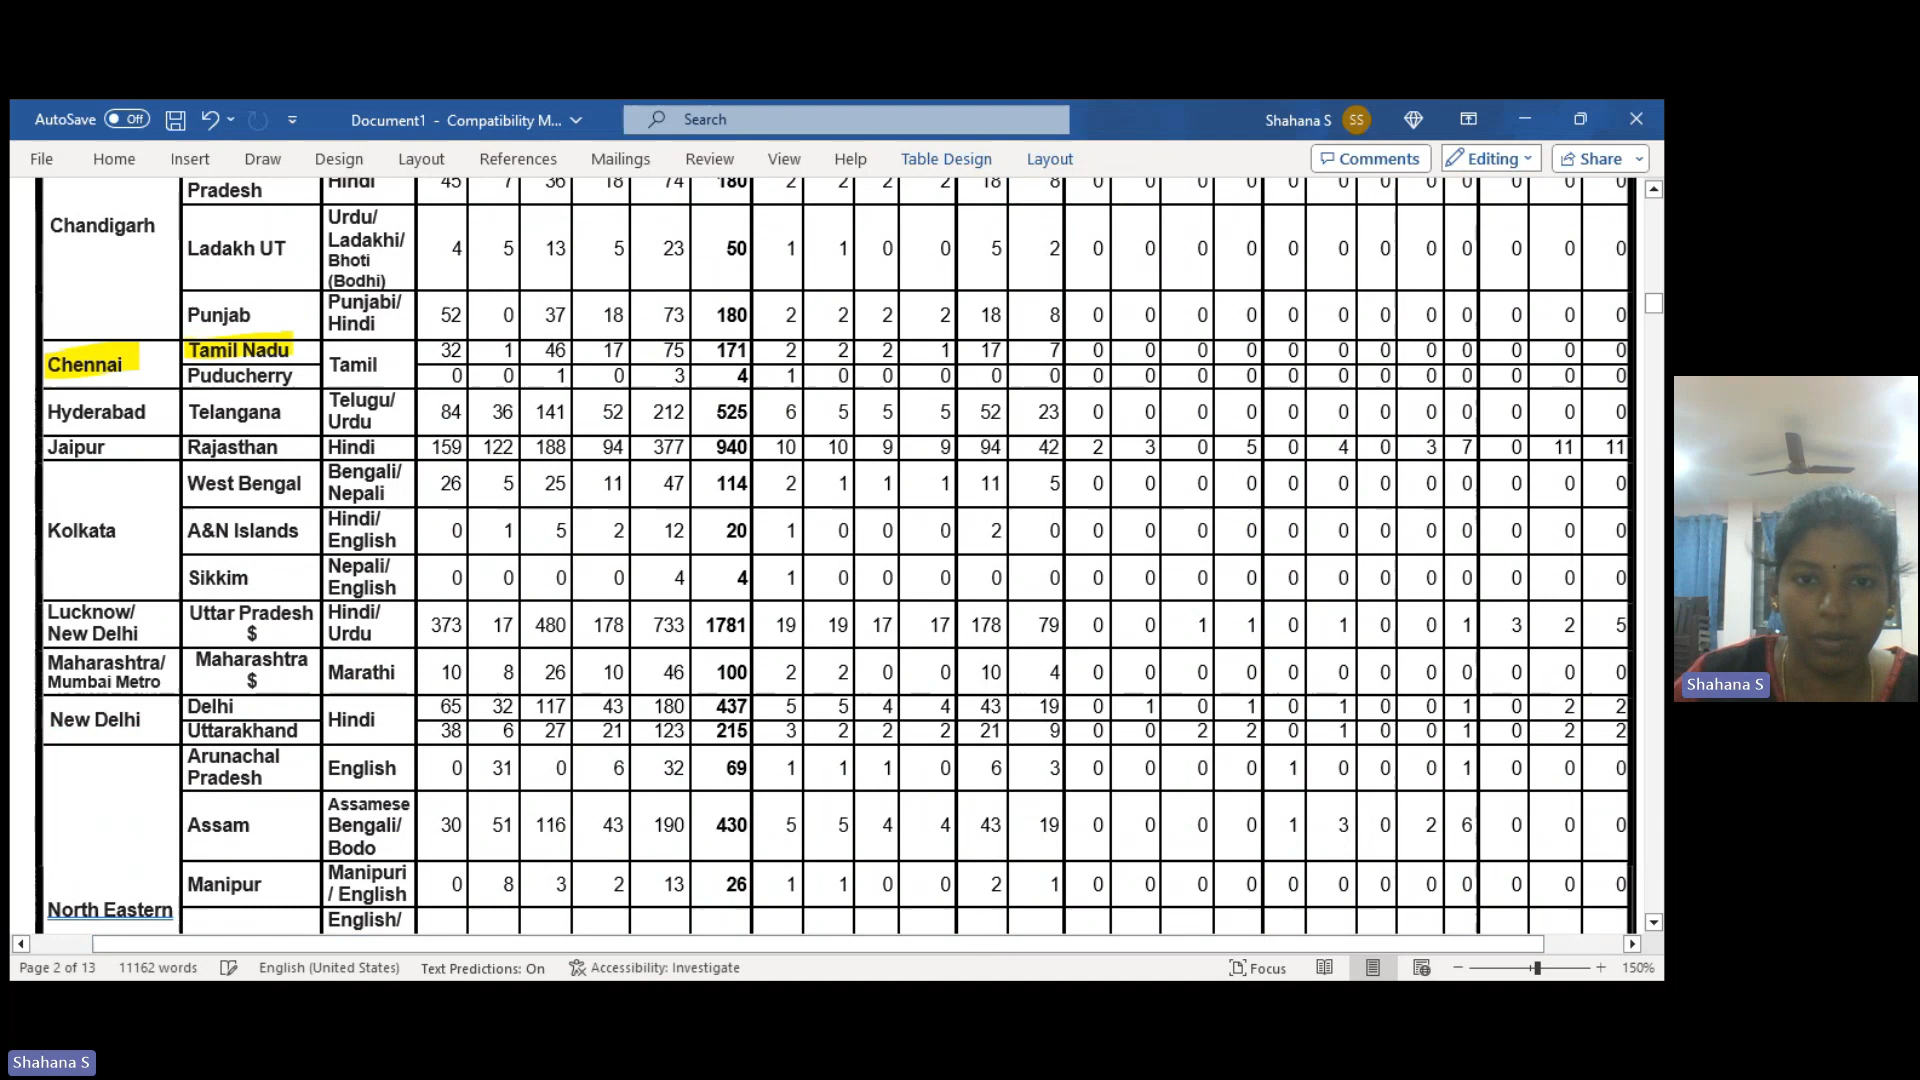 AutoSave Off Document1 - Compatibility M... Search Shahana S SS
File Home Insert Draw Design Layout References Mailings Review View Help Table Design Layout Comments Editing Share
Pradesh Hindi 45 7 36 18 74 180 2 2 2 2 18 8 0 0 0 0 0 0 0 0 0 0 0 0
Chandigarh
Ladakh UT Urdu/ Ladakhi/ Bhoti (Bodhi) 4 5 13 5 23 50 1 1 0 0 5 2 0 0 0 0 0 0 0 0 0 0 0 0
Punjab Punjabi/ Hindi 52 0 37 18 73 180 2 2 2 2 18 8 0 0 0 0 0 0 0 0 0 0 0 0
Chennai Tamil Nadu Tamil 32 1 46 17 75 171 2 2 2 1 17 7 0 0 0 0 0 0 0 0 0 0 0 0
Puducherry 0 0 1 0 3 4 1 0 0 0 0 0 0 0 0 0 0 0 0 0 0 0 0 0
Hyderabad Telangana Telugu/ Urdu 84 36 141 52 212 525 6 5 5 5 52 23 0 0 0 0 0 0 0 0 0 0 0 0
Jaipur Rajasthan Hindi 159 122 188 94 377 940 10 10 9 9 94 42 2 3 0 5 0 4 0 3 7 0 11 11
Kolkata West Bengal Bengali/ Nepali 26 5 25 11 47 114 2 1 1 1 11 5 0 0 0 0 0 0 0 0 0 0 0 0
A&N Islands Hindi/ English 0 1 5 2 12 20 1 0 0 0 2 0 0 0 0 0 0 0 0 0 0 0 0 0
Sikkim Nepali/ English 0 0 0 0 4 4 1 0 0 0 0 0 0 0 0 0 0 0 0 0 0 0 0 0
Lucknow/ New Delhi Uttar Pradesh $ Hindi/ Urdu 373 17 480 178 733 1781 19 19 17 17 178 79 0 0 1 1 0 1 0 0 1 3 2 5
Maharashtra/ Mumbai Metro Maharashtra $ Marathi 10 8 26 10 46 100 2 2 0 0 10 4 0 0 0 0 0 0 0 0 0 0 0 0
New Delhi Delhi Hindi 65 32 117 43 180 437 5 5 4 4 43 19 0 1 0 1 0 1 0 0 1 0 2 2
Uttarakhand 38 6 27 21 123 215 3 2 2 2 21 9 0 0 2 2 0 1 0 0 1 0 2 2
Arunachal Pradesh English 0 31 0 6 32 69 1 1 1 0 6 3 0 0 0 0 1 0 0 0 1 0 0 0
Assam Assamese Bengali/ Bodo 30 51 116 43 190 430 5 5 4 4 43 19 0 0 0 0 1 3 0 2 6 0 0 0
Manipur Manipuri / English 0 8 3 2 13 26 1 1 0 0 2 1 0 0 0 0 0 0 0 0 0 0 0 0
North Eastern English/
Page 2 of 13 11162 words English (United States) Text Predictions: On Accessibility: Investigate Focus 150%
Shahana S
Shahana S